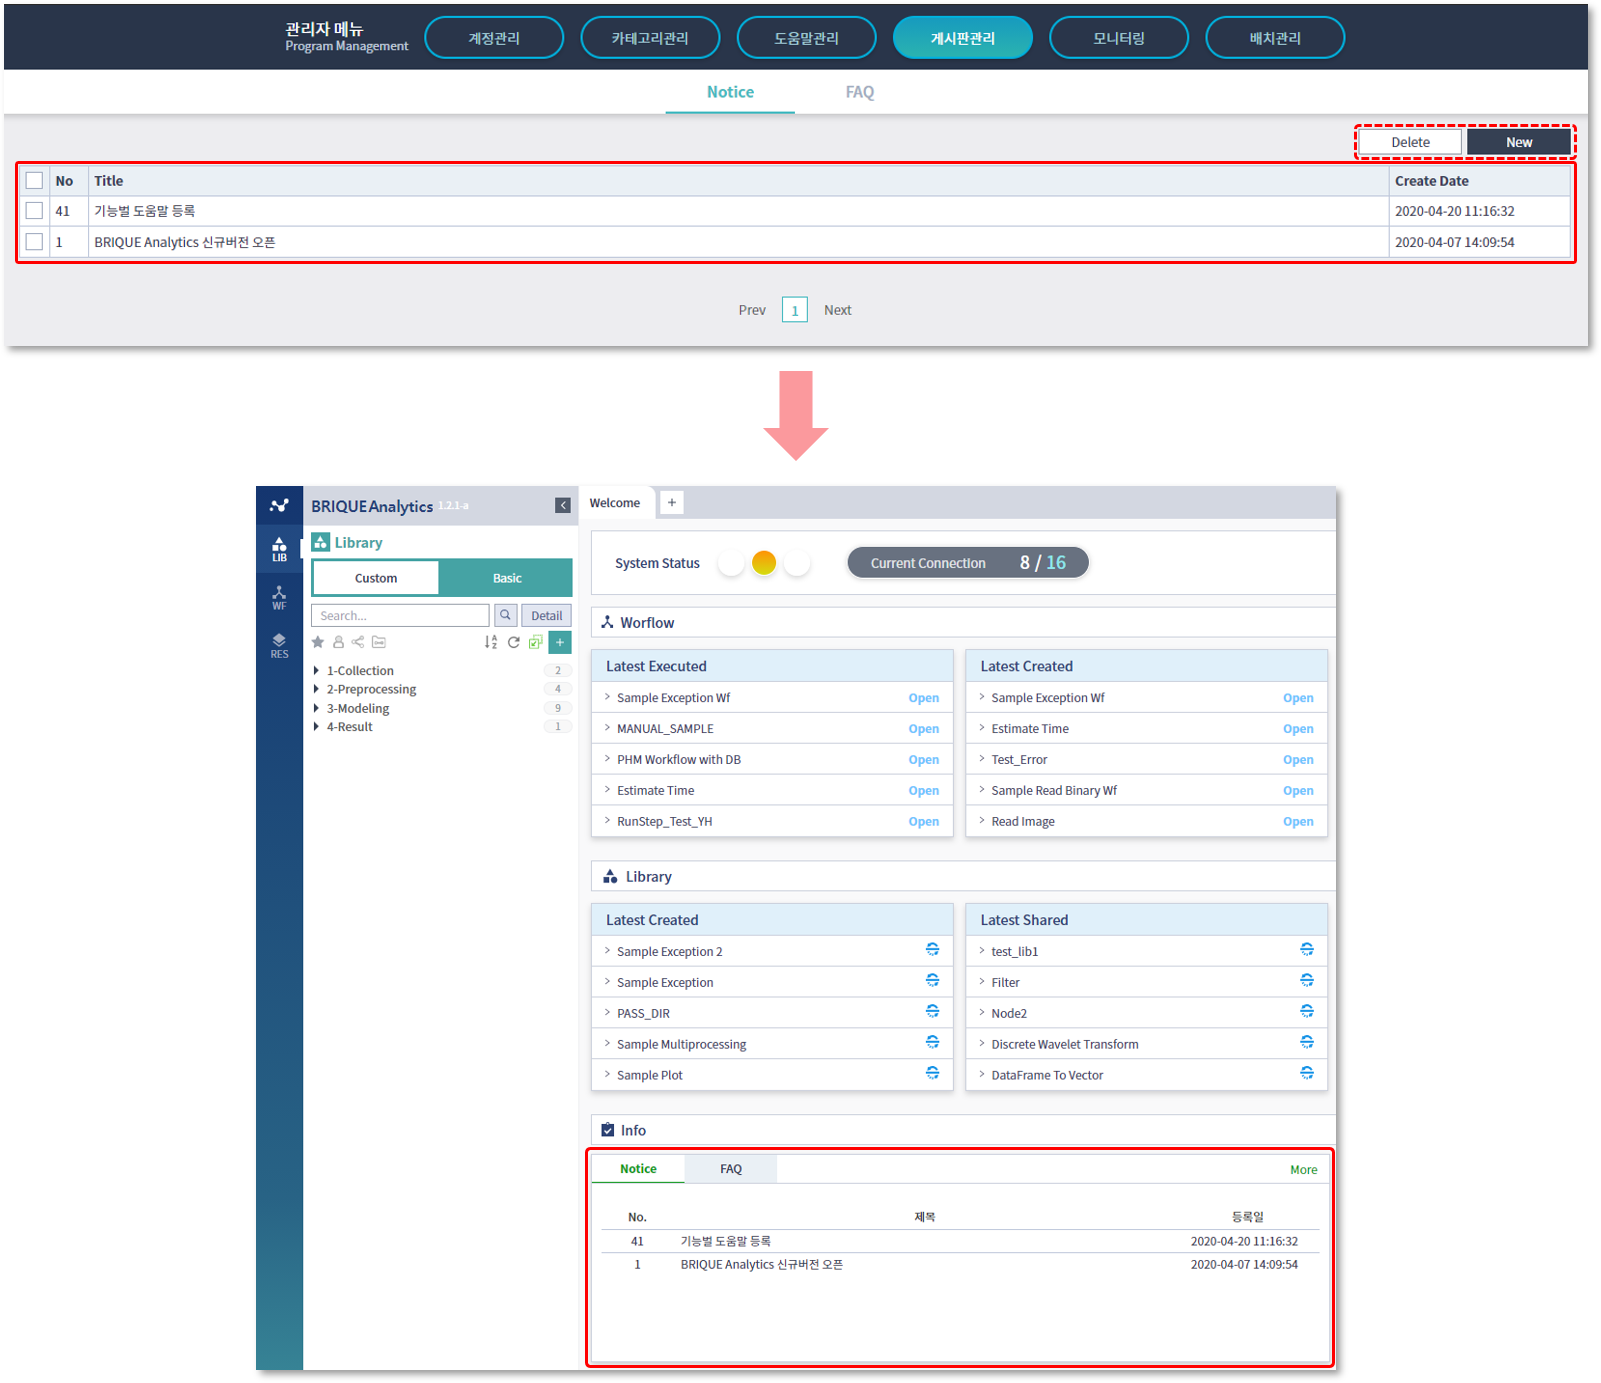 관리자 메뉴
Program Management
계정관리
카테고리관리
도움말관리
게시판관리
모니터링
배치관리
Notice
FAQ
Delete
New
No
Title
Create Date
41
기능벌 도움말 등록
2020-04-20 11:16:32
1
BRIQUE Analytics 신규버전 오픈
2020-04-07 14:09:54
Prev
1
Next
BRIQUE Analytics 1.2.1-a
Welcome
+
LIB
WF
RES
Library
Custom
Basic
Search...
Detail
1-Collection
2
2-Preprocessing
4
3-Modeling
9
4-Result
1
System Status
Current Connection
8 / 16
Worflow
Latest Executed
Sample Exception Wf
Open
MANUAL_SAMPLE
Open
PHM Workflow with DB
Open
Estimate Time
Open
RunStep_Test_YH
Open
Latest Created
Sample Exception Wf
Open
Estimate Time
Open
Test_Error
Open
Sample Read Binary Wf
Open
Read Image
Open
Library
Latest Created
Sample Exception 2
Sample Exception
PASS_DIR
Sample Multiprocessing
Sample Plot
Latest Shared
test_lib1
Filter
Node2
Discrete Wavelet Transform
DataFrame To Vector
Info
Notice
FAQ
More
No.
제목
등록일
41
기능벌 도움말 등록
2020-04-20 11:16:32
1
BRIQUE Analytics 신규버전 오픈
2020-04-07 14:09:54